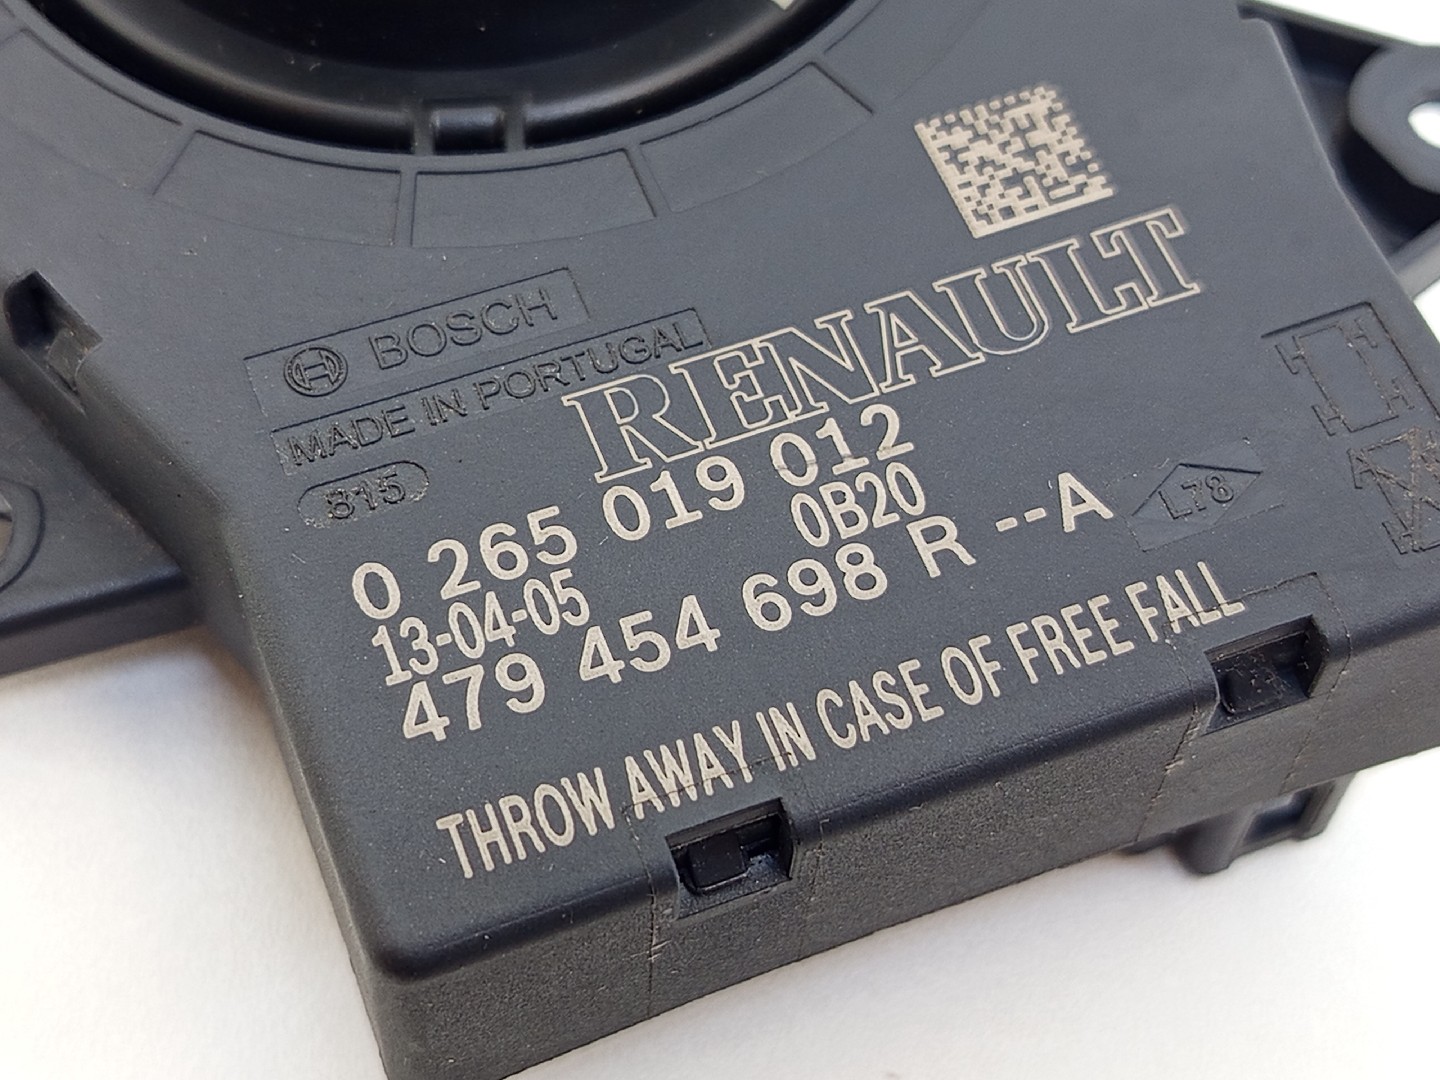 BOSCH
MADE IN PORTUGAL
815
RENAULT
0 265 019 012
13-04-05 0B20
479 454 698 R --A
L78
THROW AWAY IN CASE OF FREE FALL